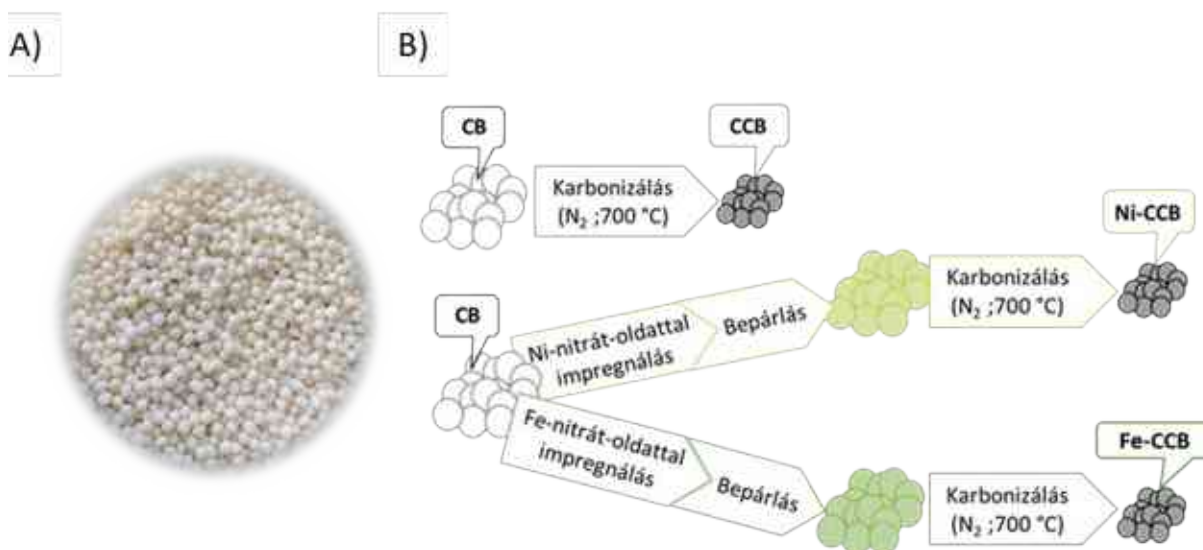 A)
B)
CB
CCB
Karbonizálás
(N₂ ;700 °C)
Ni-CCB
CB
Ni-nitrát-oldattal
impregnálás
Bepárlás
Karbonizálás
(N₂ ;700 °C)
Fe-nitrát-oldattal
impregnálás
Bepárlás
Fe-CCB
Karbonizálás
(N₂ ;700 °C)